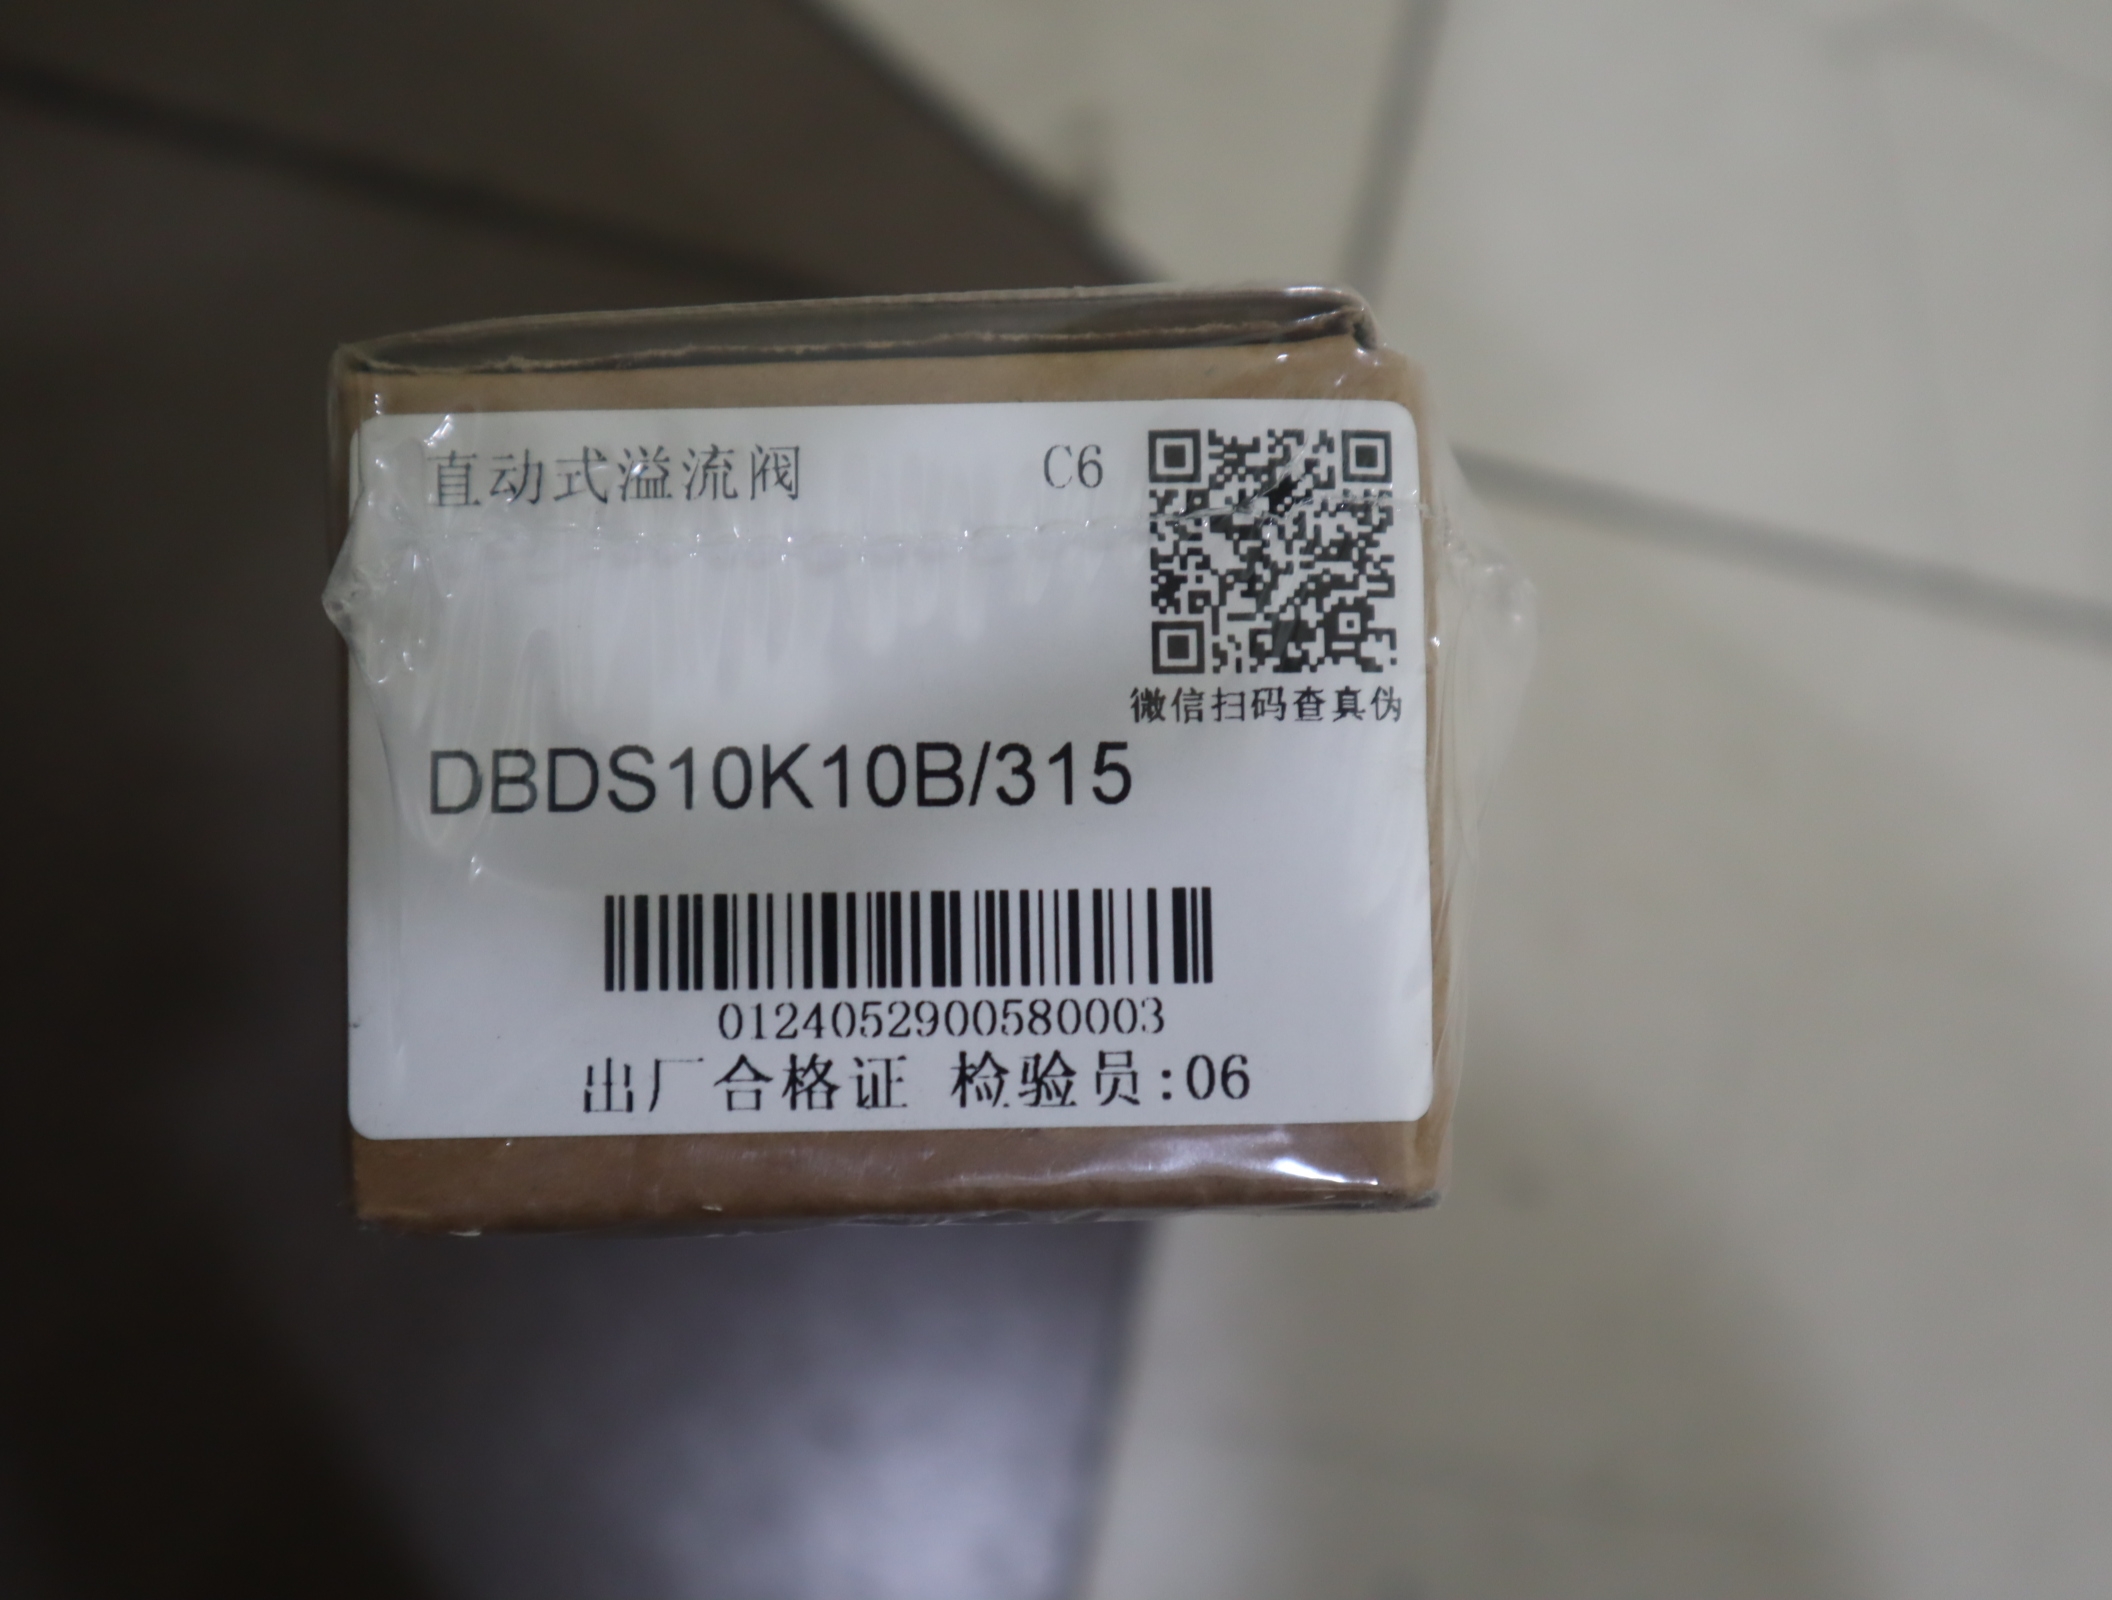 直动式溢流阀 C6
微信扫码查真伪
DBDS10K10B/315
0124052900580003
出厂合格证 检验员:06